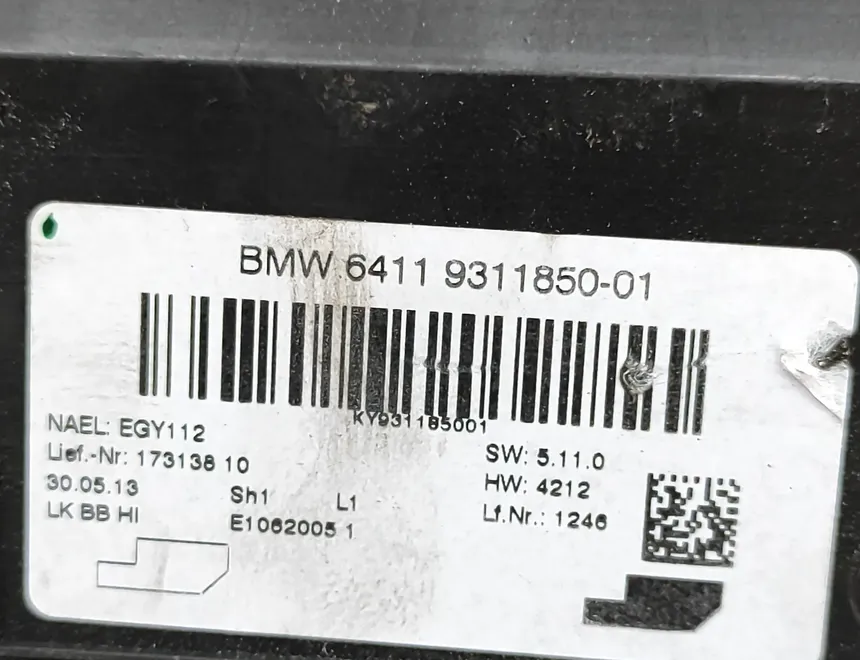 BMW 6411 9311850-01
KY931185001
NAEL: EGY112
Lief.-Nr: 173138 10
30.05.13
LK BB HI
Sh1 L1
E1062005 1
SW: 5.11.0
HW: 4212
Lf.Nr.: 1246